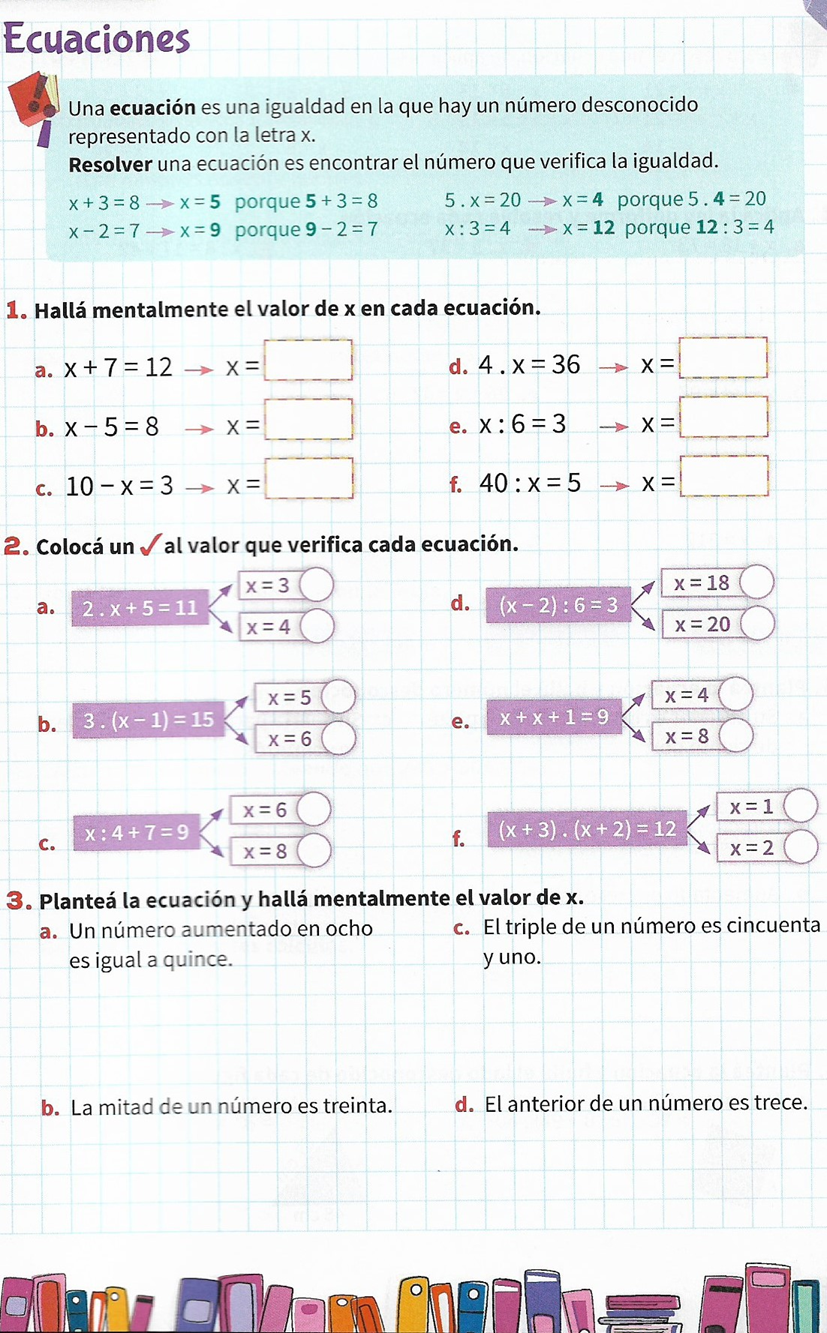 Ecuaciones
Una ecuación es una igualdad en la que hay un número desconocido
representado con la letra x.
Resolver una ecuación es encontrar el número que verifica la igualdad.
x + 3 = 8 → x = 5 porque 5 + 3 = 8
5 . x = 20 → x = 4 porque 5 . 4 = 20
x − 2 = 7 → x = 9 porque 9 − 2 = 7
x : 3 = 4 → x = 12 porque 12 : 3 = 4
1. Hallá mentalmente el valor de x en cada ecuación.
a. x + 7 = 12 → x =
d. 4 . x = 36 → x =
b. x − 5 = 8 → x =
e. x : 6 = 3 → x =
c. 10 − x = 3 → x =
f. 40 : x = 5 → x =
2. Colocá un ✓ al valor que verifica cada ecuación.
a. 2 . x + 5 = 11
x = 3
x = 4
d. (x − 2) : 6 = 3
x = 18
x = 20
b. 3 . (x − 1) = 15
x = 5
x = 6
e. x + x + 1 = 9
x = 4
x = 8
c. x : 4 + 7 = 9
x = 6
x = 8
f. (x + 3) . (x + 2) = 12
x = 1
x = 2
3. Planteá la ecuación y hallá mentalmente el valor de x.
a. Un número aumentado en ocho
es igual a quince.
c. El triple de un número es cincuenta
y uno.
b. La mitad de un número es treinta.
d. El anterior de un número es trece.